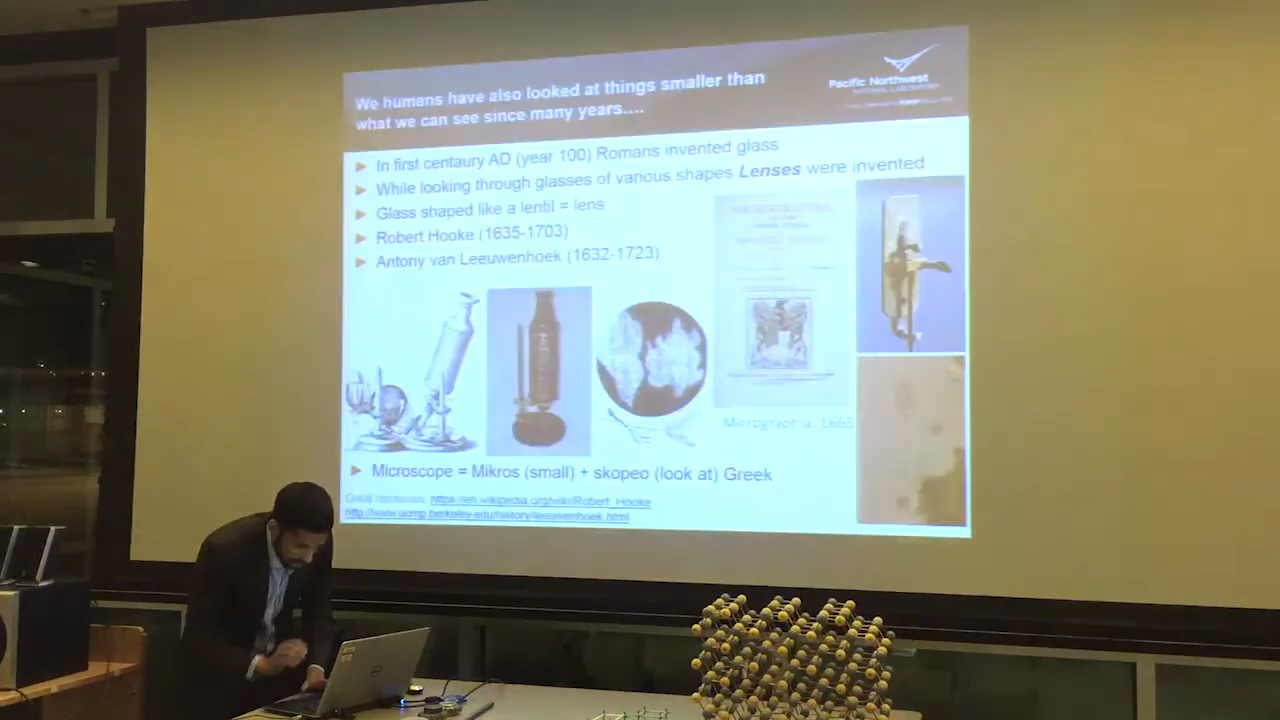 We humans have also looked at things smaller than
what we can see since many years....
Pacific Northwest
NATIONAL LABORATORY
In first centaury AD (year 100) Romans invented glass
While looking through glasses of various shapes Lenses were invented
Glass shaped like a lentil = lens
Robert Hooke (1635-1703)
Antony van Leeuwenhoek (1632-1723)
1665
Microscope = Mikros (small) + skopeo (look at) Greek
https://en.wikipedia.org/wiki/Robert_Hooke
http://www.ucmp.berkeley.edu/history/leeuwenhoek.html